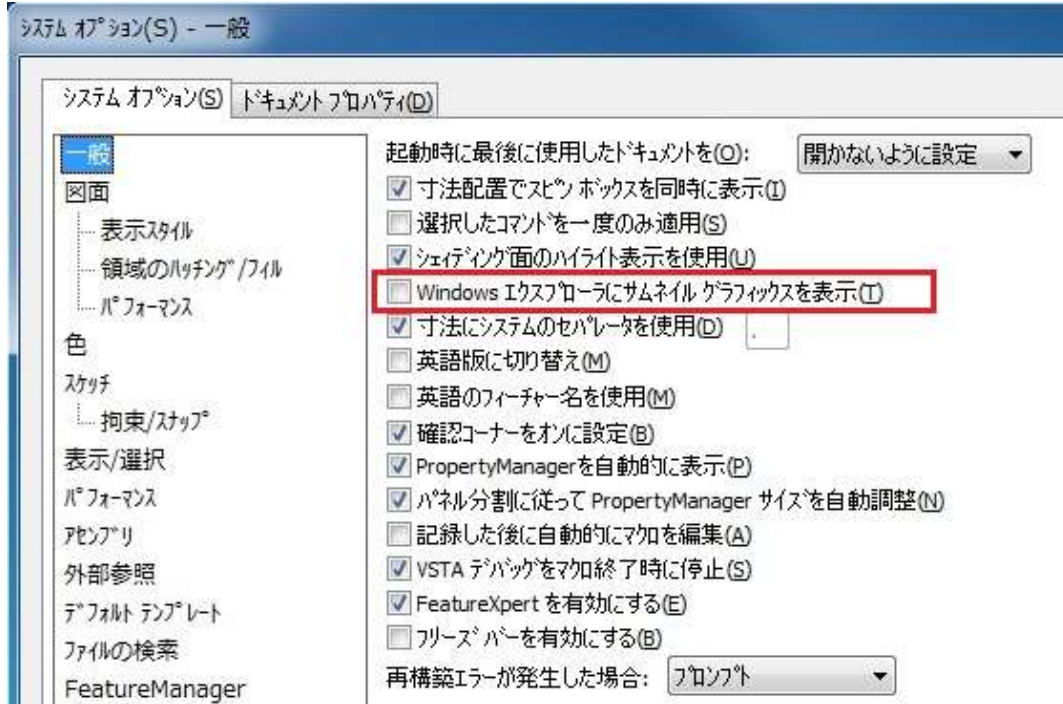 ｼｽﾃﾑ ｵﾌﾟｼｮﾝ(S) - 一般
ｼｽﾃﾑ ｵﾌﾟｼｮﾝ(S)
ﾄﾞｷｭﾒﾝﾄ ﾌﾟﾛﾊﾟﾃｨ(D)
一般
図面
表示ｽﾀｲﾙ
領域のﾊｯﾁﾝｸﾞ/ﾌｨﾙ
ﾊﾟﾌｫｰﾏﾝｽ
色
ｽｹｯﾁ
拘束/ｽﾅｯﾌﾟ
表示/選択
ﾊﾟﾌｫｰﾏﾝｽ
ｱｾﾝﾌﾞﾘ
外部参照
ﾃﾞﾌｫﾙﾄ ﾃﾝﾌﾟﾚｰﾄ
ﾌｧｲﾙの検索
FeatureManager
起動時に最後に使用したﾄﾞｷｭﾒﾝﾄを(O): 開かないように設定
寸法配置でｽﾋﾟﾝ ﾎﾞｯｸｽを同時に表示(I)
選択したｺﾏﾝﾄﾞを一度のみ適用(S)
ｼｪｨﾃﾞｨﾝｸﾞ面のﾊｲﾗｲﾄ表示を使用(U)
Windows ｴｸｽﾌﾟﾛｰﾗにｻﾑﾈｲﾙ ｸﾞﾗﾌｨｯｸｽを表示(T)
寸法にｼｽﾃﾑのｾﾊﾟﾚｰﾀを使用(D) .
英語版に切り替え(M)
英語のﾌｨｰﾁｬｰ名を使用(M)
確認ｺｰﾅｰをｵﾝに設定(B)
PropertyManagerを自動的に表示(P)
ﾊﾟﾈﾙ分割に従って PropertyManager ｻｲｽﾞを自動調整(N)
記録した後に自動的にﾏｸﾛを編集(A)
VSTA ﾃﾞﾊﾞｯｸﾞをﾏｸﾛ終了時に停止(S)
FeatureXpert を有効にする(E)
ﾌﾘｰｽﾞ ﾊﾞｰを有効にする(B)
再構築ｴﾗｰが発生した場合: ﾌﾟﾛﾝﾌﾟﾄ